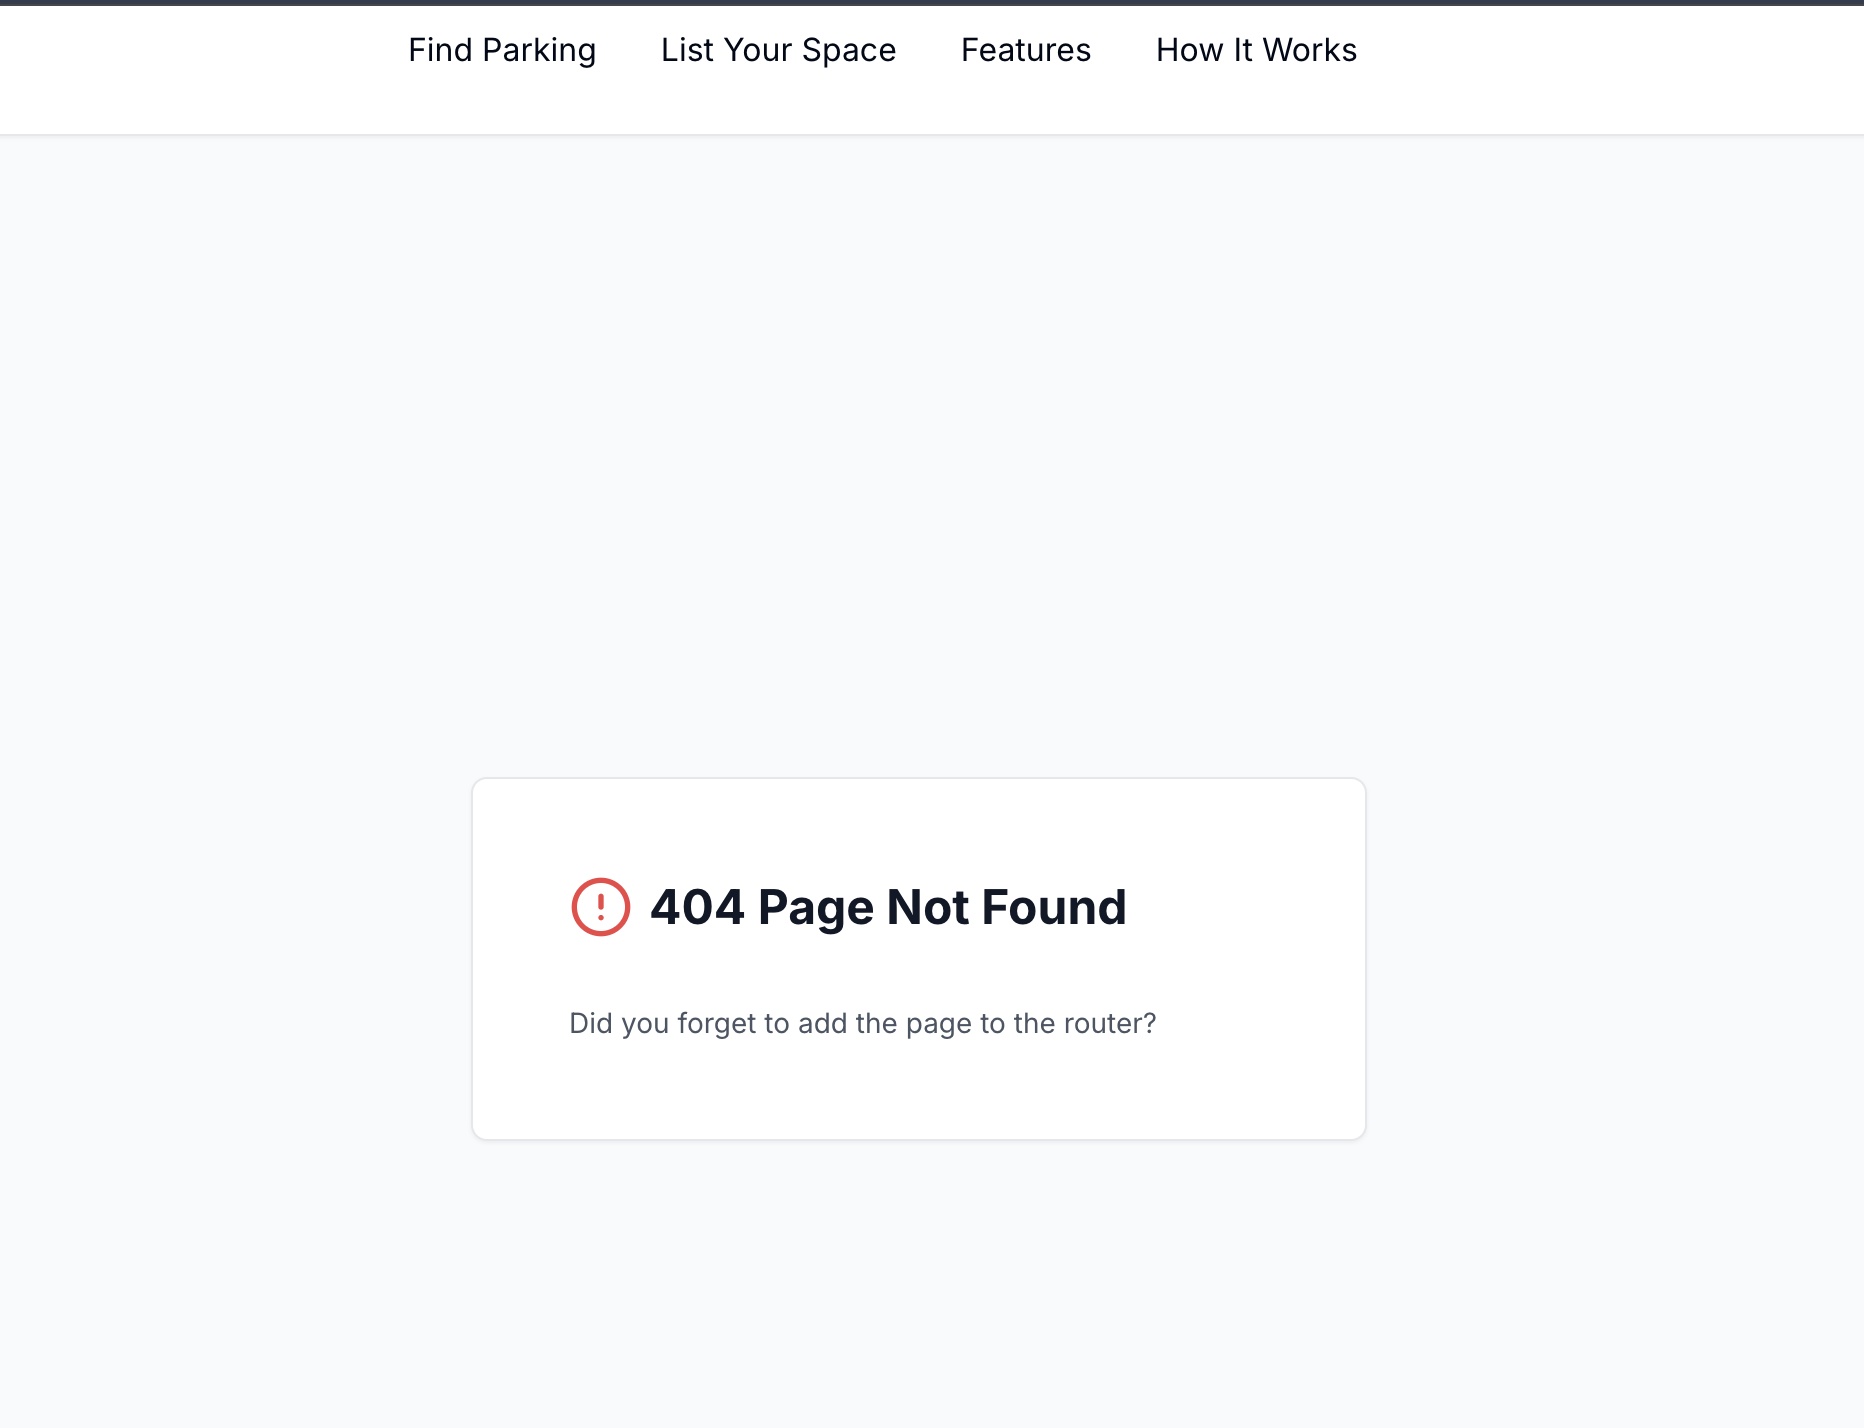 Find Parking List Your Space Features How It Works
404 Page Not Found
Did you forget to add the page to the router?